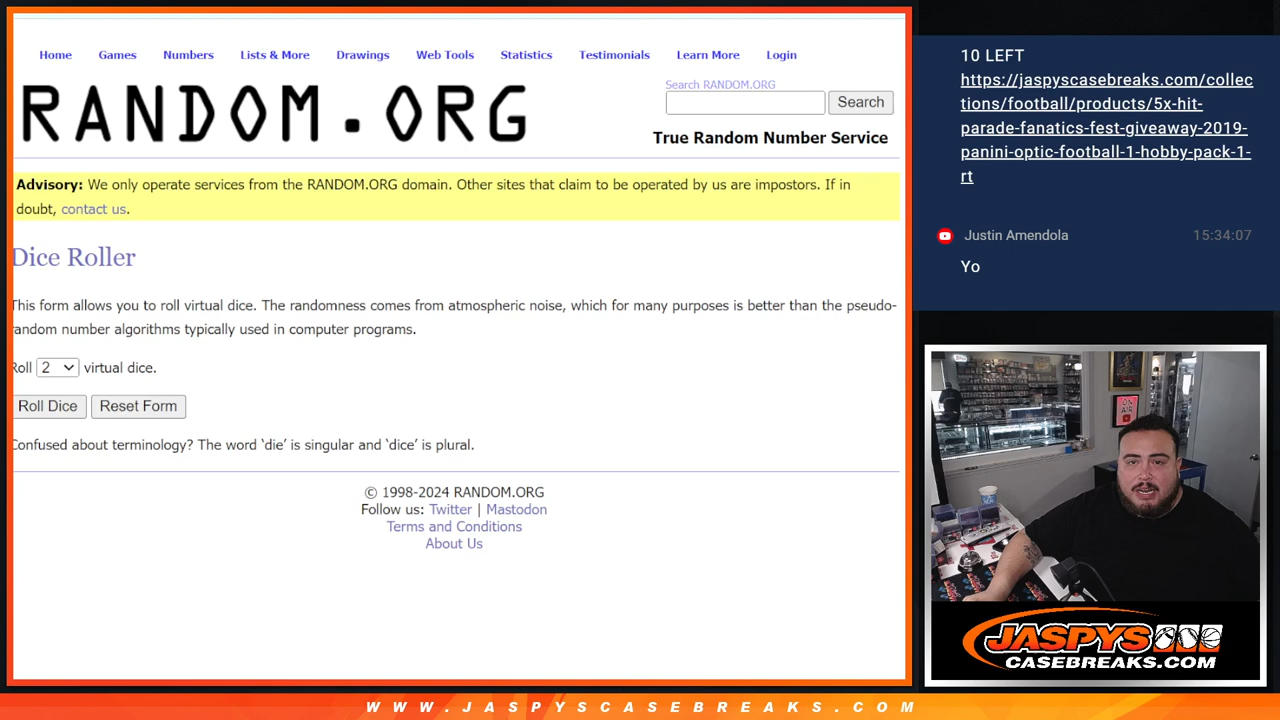 Home Games Numbers Lists & More Drawings Web Tools Statistics Testimonials Learn More Login
RANDOM.ORG
Search RANDOM.ORG
Search
True Random Number Service
Advisory: We only operate services from the RANDOM.ORG domain. Other sites that claim to be operated by us are impostors. If in
doubt, contact us.
Dice Roller
This form allows you to roll virtual dice. The randomness comes from atmospheric noise, which for many purposes is better than the pseudo-
random number algorithms typically used in computer programs.
Roll 2 virtual dice.
Roll Dice Reset Form
Confused about terminology? The word ‘die’ is singular and ‘dice’ is plural.
© 1998-2024 RANDOM.ORG
Follow us: Twitter | Mastodon
Terms and Conditions
About Us
10 LEFT
https://jaspyscasebreaks.com/collec
tions/football/products/5x-hit-
parade-fanatics-fest-giveaway-2019-
panini-optic-football-1-hobby-pack-1-
rt
Justin Amendola 15:34:07
Yo
ON
AIR
JASPYS
CASEBREAKS.COM
WWW.JASPYSCASEBREAKS.COM